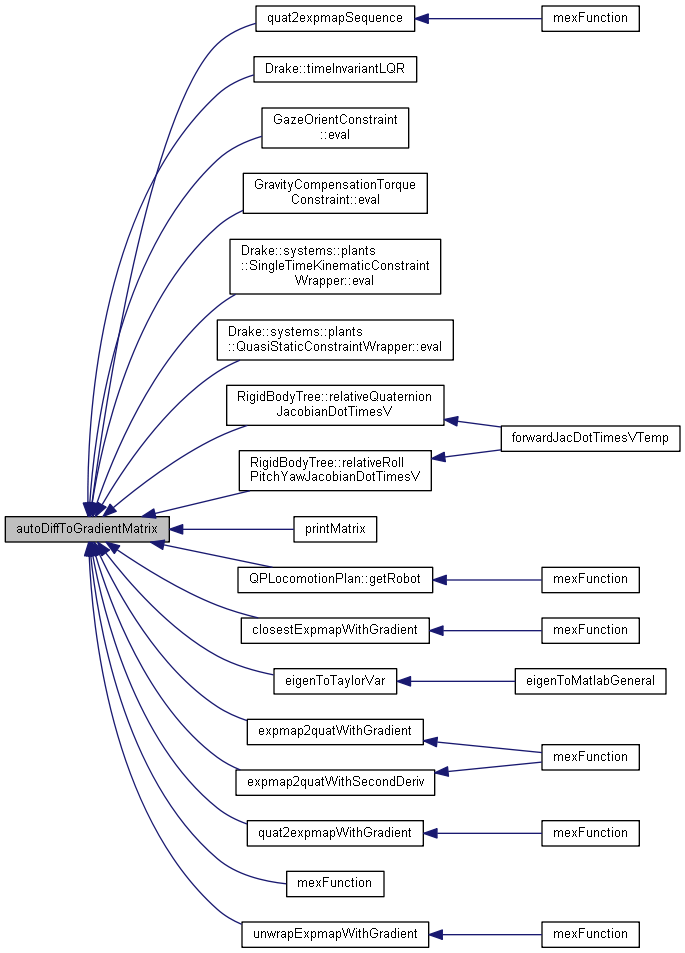 quat2expmapSequence
mexFunction
Drake::timeInvariantLQR
GazeOrientConstraint
::eval
GravityCompensationTorque
Constraint::eval
Drake::systems::plants
::SingleTimeKinematicConstraint
Wrapper::eval
Drake::systems::plants
::QuasiStaticConstraintWrapper::eval
RigidBodyTree::relativeQuaternion
JacobianDotTimesV
forwardJacDotTimesVTemp
RigidBodyTree::relativeRoll
PitchYawJacobianDotTimesV
autoDiffToGradientMatrix
printMatrix
QPLocomotionPlan::getRobot
mexFunction
closestExpmapWithGradient
mexFunction
eigenToTaylorVar
eigenToMatlabGeneral
expmap2quatWithGradient
mexFunction
expmap2quatWithSecondDeriv
quat2expmapWithGradient
mexFunction
mexFunction
unwrapExpmapWithGradient
mexFunction